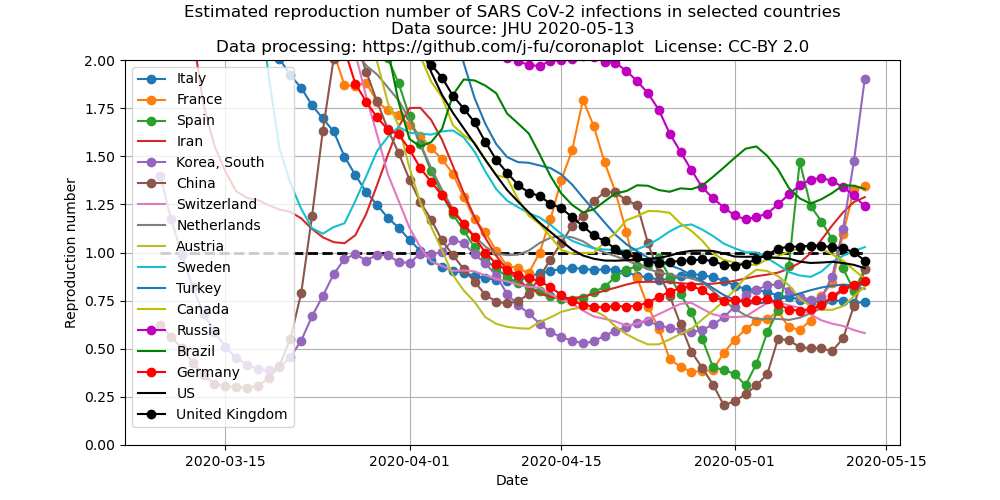 Estimated reproduction number of SARS CoV-2 infections in selected countries
Data source: JHU 2020-05-13
Data processing: https://github.com/j-fu/coronaplot License: CC-BY 2.0
2.00
1.75
1.50
1.25
1.00
0.75
0.50
0.25
0.00
Reproduction number
Italy
France
Spain
Iran
Korea, South
China
Switzerland
Netherlands
Austria
Sweden
Turkey
Canada
Russia
Brazil
Germany
US
United Kingdom
2020-03-15
2020-04-01
2020-04-15
2020-05-01
2020-05-15
Date